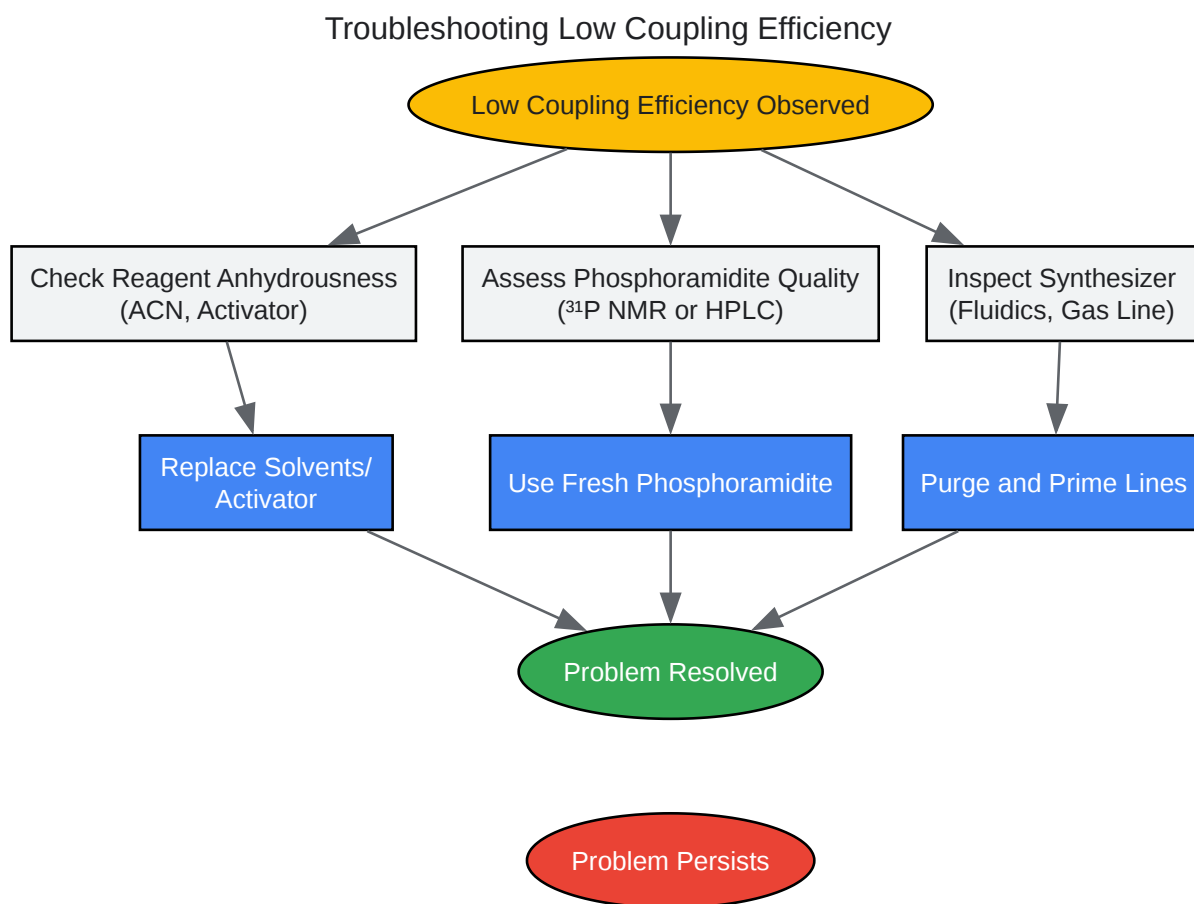 Troubleshooting Low Coupling Efficiency
Low Coupling Efficiency Observed
Check Reagent Anhydrousness
(ACN, Activator)
Assess Phosphoramidite Quality
(³¹P NMR or HPLC)
Inspect Synthesizer
(Fluidics, Gas Line)
Replace Solvents/
Activator
Use Fresh Phosphoramidite
Purge and Prime Lines
Problem Resolved
Problem Persists